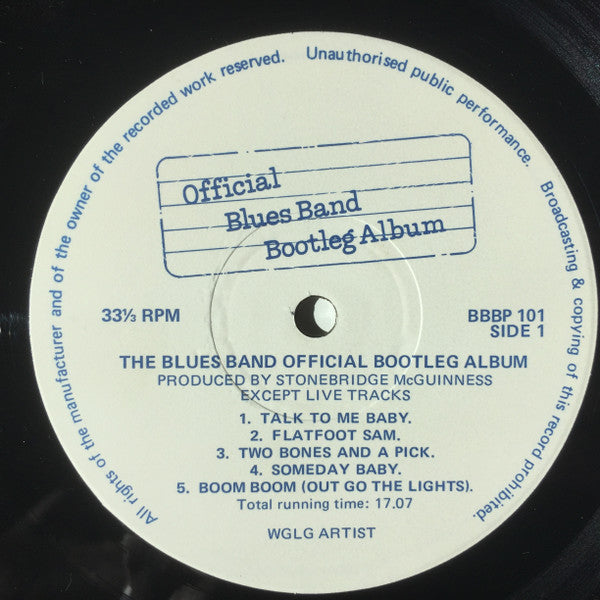 All rights of the manufacturer and of the owner of the recorded work reserved. Unauthorised public performance. Broadcasting & copying of this record prohibited.
Official
Blues Band
Bootleg Album
33⅓ RPM
BBBP 101
SIDE 1
THE BLUES BAND OFFICIAL BOOTLEG ALBUM
PRODUCED BY STONEBRIDGE McGUINNESS
EXCEPT LIVE TRACKS
1. TALK TO ME BABY.
2. FLATFOOT SAM.
3. TWO BONES AND A PICK.
4. SOMEDAY BABY.
5. BOOM BOOM (OUT GO THE LIGHTS).
Total running time: 17.07
WGLG ARTIST